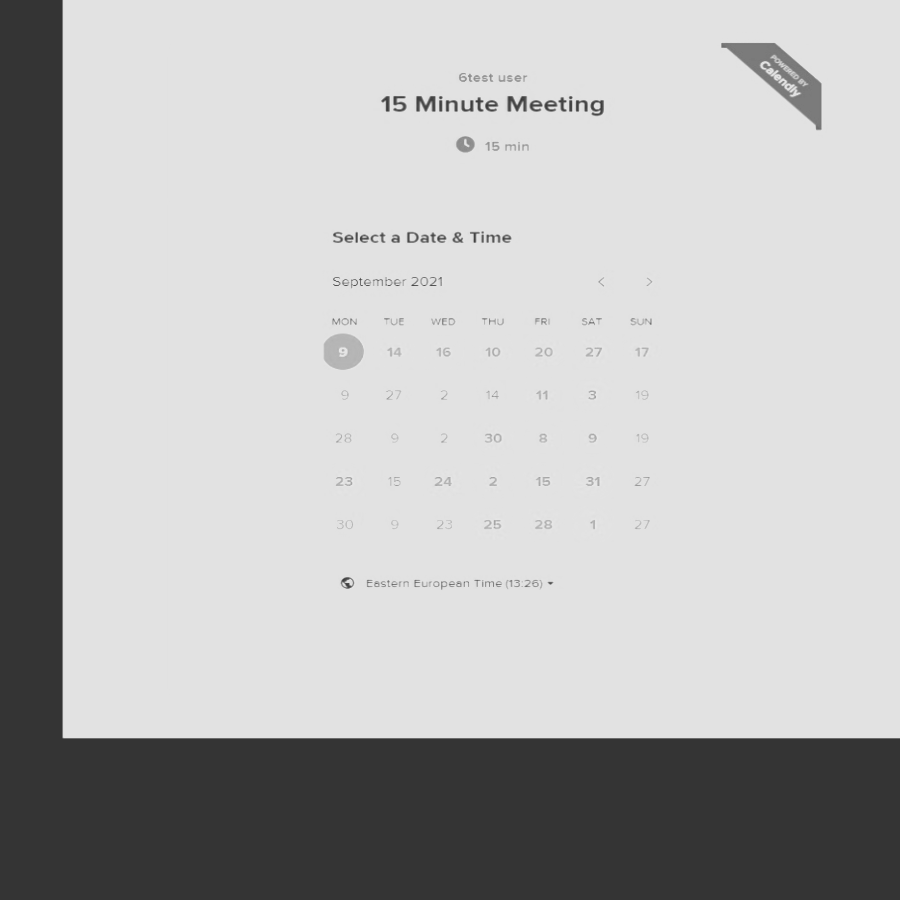 POWERED BY
Calendly
6test user
15 Minute Meeting
15 min
Select a Date & Time
September 2021
< >
MON TUE WED THU FRI SAT SUN
9 14 16 10 20 27 17
9 27 2 14 11 3 19
28 9 2 30 8 9 19
23 15 24 2 15 31 27
30 9 23 25 28 1 27
Eastern European Time (13:26)